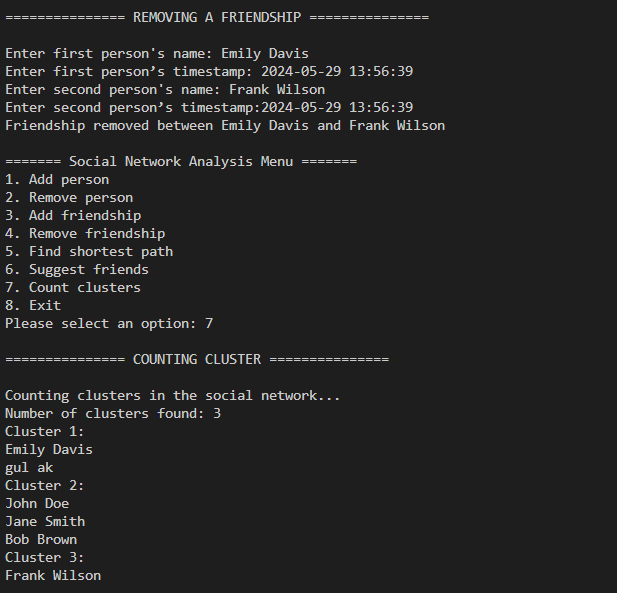 =============== REMOVING A FRIENDSHIP ===============
Enter first person's name: Emily Davis
Enter first person’s timestamp: 2024-05-29 13:56:39
Enter second person's name: Frank Wilson
Enter second person’s timestamp:2024-05-29 13:56:39
Friendship removed between Emily Davis and Frank Wilson
======= Social Network Analysis Menu =======
1. Add person
2. Remove person
3. Add friendship
4. Remove friendship
5. Find shortest path
6. Suggest friends
7. Count clusters
8. Exit
Please select an option: 7
=============== COUNTING CLUSTER ===============
Counting clusters in the social network...
Number of clusters found: 3
Cluster 1:
Emily Davis
gul ak
Cluster 2:
John Doe
Jane Smith
Bob Brown
Cluster 3:
Frank Wilson